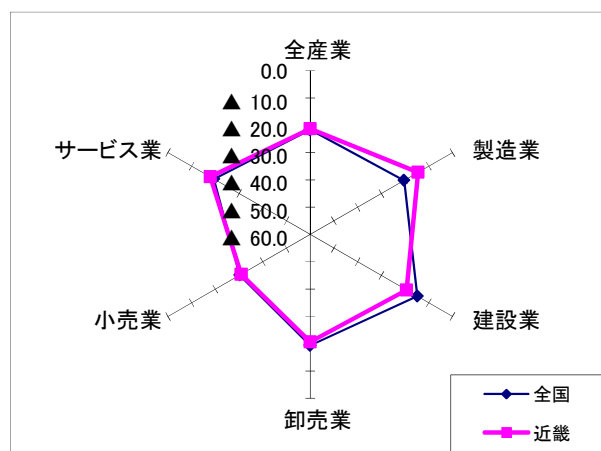 全産業
0.0
▲ 10.0
▲ 20.0
▲ 30.0
▲ 40.0
▲ 50.0
▲ 60.0
サービス業
製造業
小売業
建設業
卸売業
全国
近畿